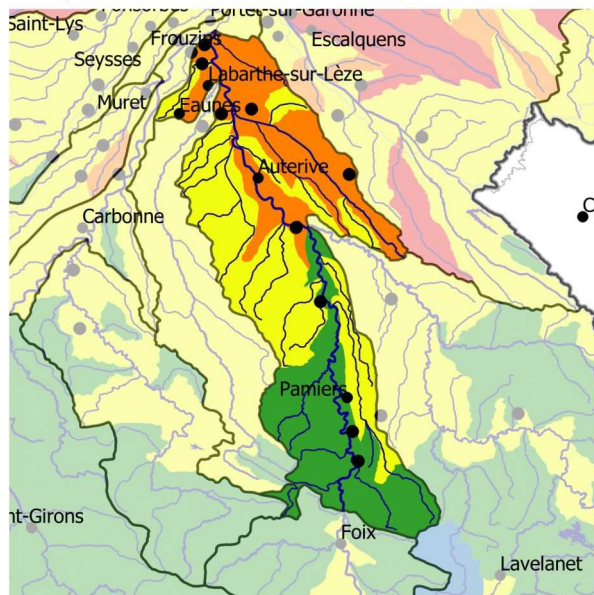 Portet-sur-Garonne
Saint-Lys
Frouzins
Escalquens
Seysses
Labarthe-sur-Lèze
Muret
Eaunes
Auterive
Carbonne
Pamiers
nt-Girons
Foix
Lavelanet